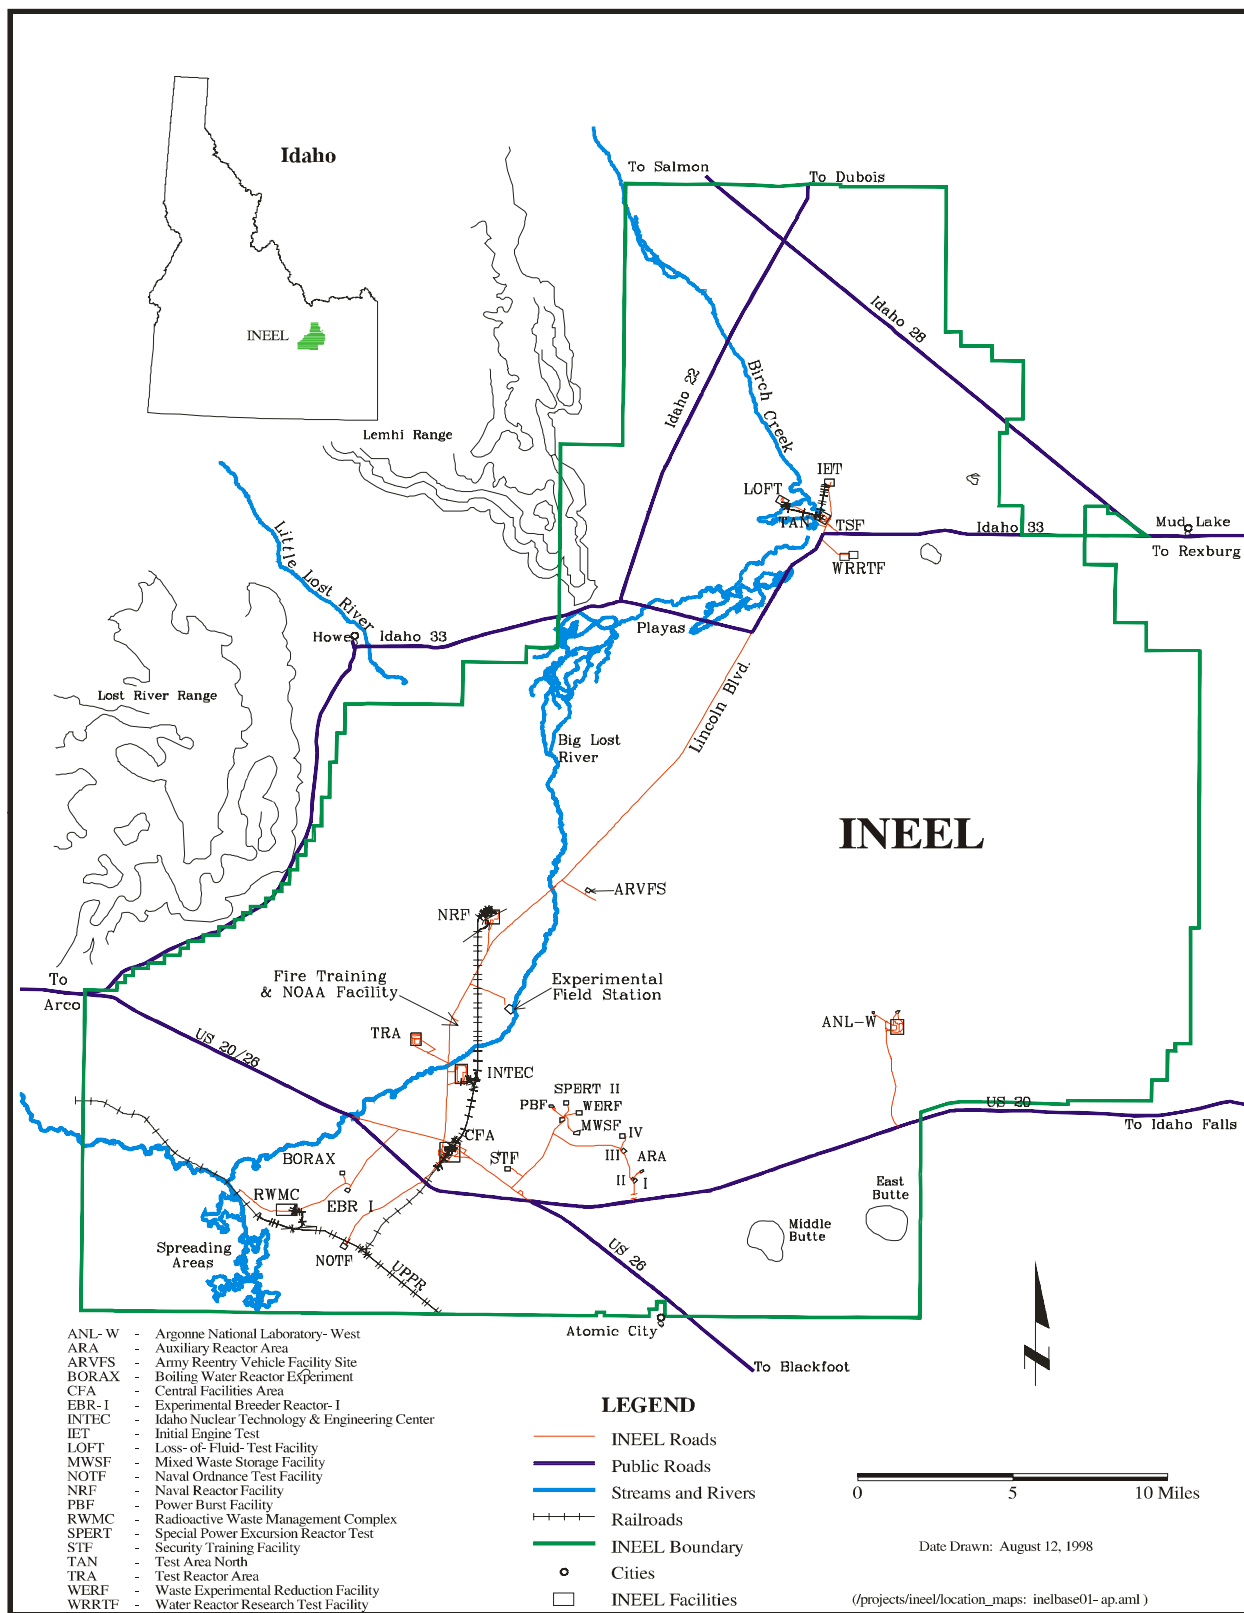 Idaho
INEEL
To Salmon
To Dubois
Idaho 28
Idaho 22
Birch Creek
Lemhi Range
IET
LOFT
TAN
TSF
Idaho 33
Mud Lake
To Rexburg
WRRTF
Little Lost River
Howe
Idaho 33
Playas
Lost River Range
Lincoln Blvd.
Big Lost
River
INEEL
ARVFS
NRF
To
Arco
Fire Training
& NOAA Facility
Experimental
Field Station
ANL-W
US 20/26
TRA
INTEC
SPERT II
PBF
WERF
MWSF
US 20
To Idaho Falls
CFA
IV
III
ARA
STF
II
I
BORAX
RWMC
EBR I
East
Butte
Middle
Butte
Spreading
Areas
NOTF
UPPR
US 26
Atomic City
To Blackfoot
ANL- W - Argonne National Laboratory- West
ARA - Auxiliary Reactor Area
ARVFS - Army Reentry Vehicle Facility Site
BORAX - Boiling Water Reactor Experiment
CFA - Central Facilities Area
EBR- I - Experimental Breeder Reactor- I
INTEC - Idaho Nuclear Technology & Engineering Center
IET - Initial Engine Test
LOFT - Loss- of- Fluid- Test Facility
MWSF - Mixed Waste Storage Facility
NOTF - Naval Ordnance Test Facility
NRF - Naval Reactor Facility
PBF - Power Burst Facility
RWMC - Radioactive Waste Management Complex
SPERT - Special Power Excursion Reactor Test
STF - Security Training Facility
TAN - Test Area North
TRA - Test Reactor Area
WERF - Waste Experimental Reduction Facility
WRRTF - Water Reactor Research Test Facility
LEGEND
INEEL Roads
Public Roads
Streams and Rivers
Railroads
INEEL Boundary
Cities
INEEL Facilities
N
0 5 10 Miles
Date Drawn: August 12, 1998
(/projects/ineel/location_maps: inelbase01- ap.aml )